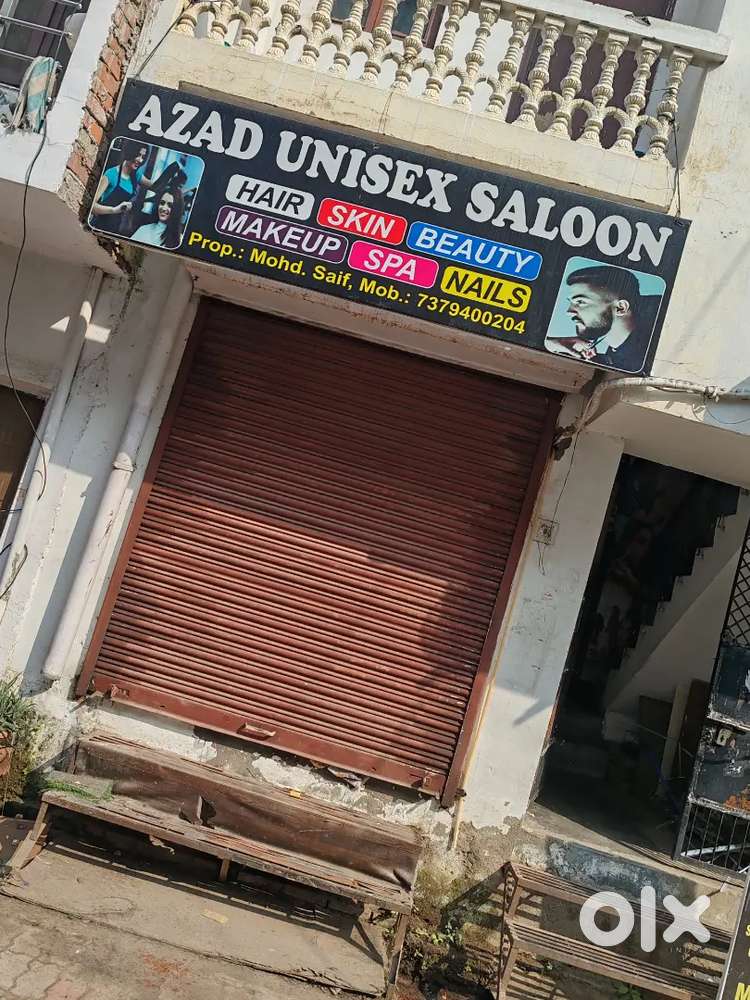 AZAD UNISEX SALOON
HAIR SKIN BEAUTY
MAKEUP SPA NAILS
Prop.: Mohd. Saif, Mob.: 7379400204
olx